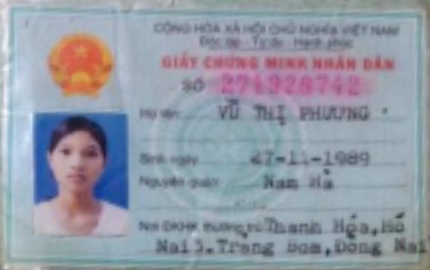 CỘNG HÒA XÃ HỘI CHỦ NGHĨA VIỆT NAM
Độc lập - Tự do - Hạnh phúc
GIẤY CHỨNG MINH NHÂN DÂN
SỐ 271928742
Họ tên: VŨ THỊ PHƯƠNG
Sinh ngày 27-11-1989
Nguyên quán: Nam Hà
Nơi ĐKHK thường trú Thanh Hóa, Hố
Nai 3. Trảng Bom, Đồng Nai